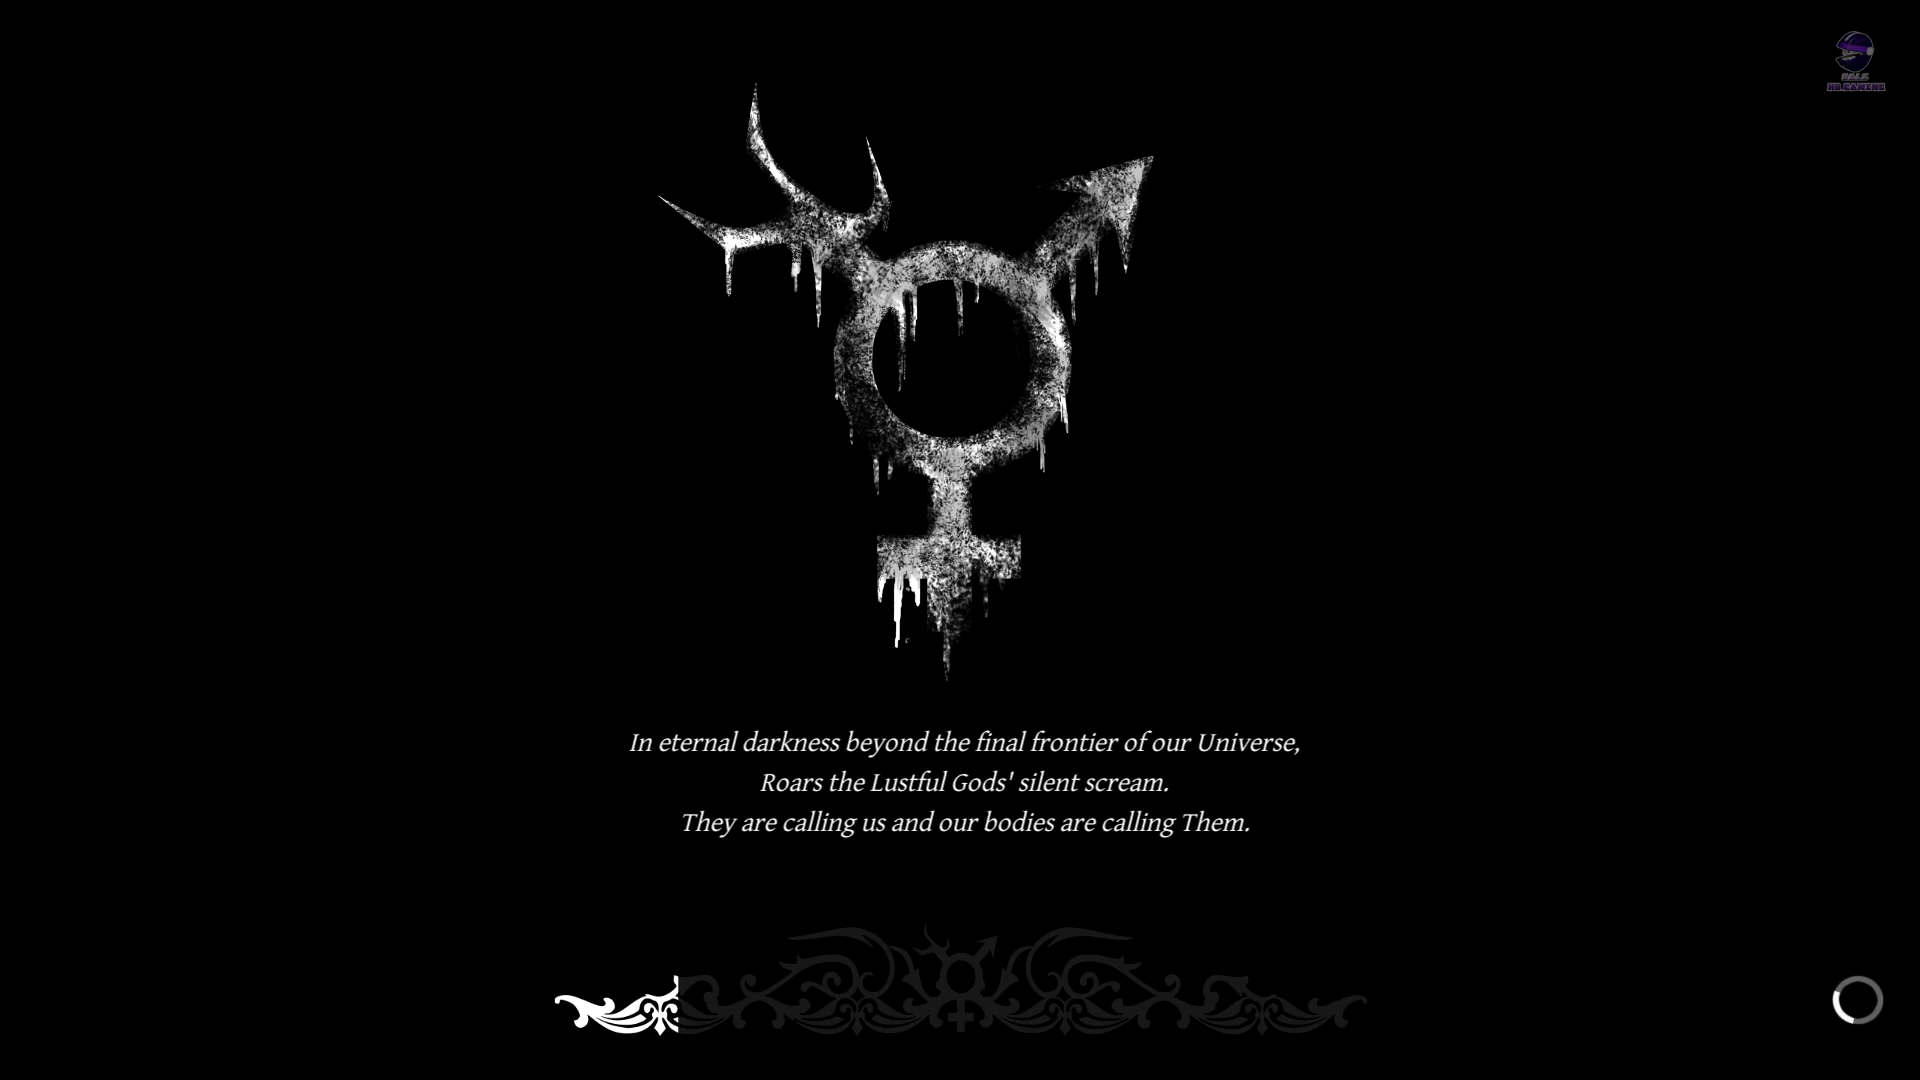 In eternal darkness beyond the final frontier of our Universe,
Roars the Lustful Gods' silent scream.
They are calling us and our bodies are calling Them.